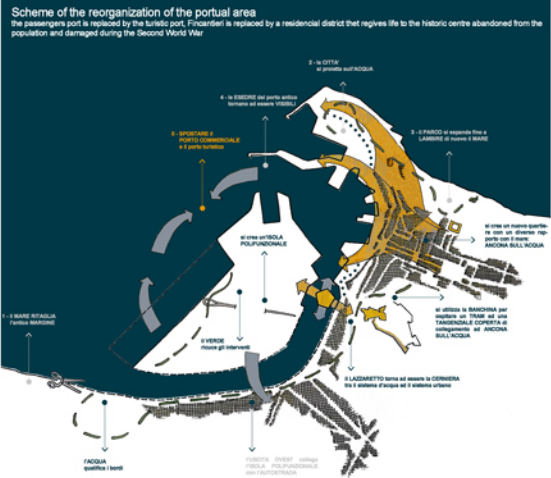 Scheme of the reorganization of the portual area
the passengers port is replaced by the turistic port, Fincantieri is replaced by a residencial district that regives life to the historic centre abandoned from the
population and damaged during the Second World War
2 - la CITTA'
si proietta sull'ACQUA
4 - le ESEDRE del porto antico
tornano ad essere VISIBILI
5 - SPOSTARE il
PORTO COMMERCIALE
e il porto turistico
3 - il PARCO si espande fino a
LAMBIRE di nuovo il MARE
si crea un'ISOLA
POLIFUNZIONALE
si crea un nuovo quartie-
re con un diverso rap-
porto con il mare:
ANCONA SULL'ACQUA
1 - il MARE RITAGLIA
l'antico MARGINE
si utilizza la BANCHINA per
ospitare un TRAM ed una
TANGENZIALE COPERTA di
collegamento ad ANCONA
SULL'ACQUA
il VERDE
ricuce gli interventi
il LAZZARETTO torna ad essere la CERNIERA
tra il sistema d'acqua ed il sistema urbano
l'ACQUA
qualifica i bordi
l'USCITA OVEST collega
l'ISOLA POLIFUNZIONALE
con l'AUTOSTRADA